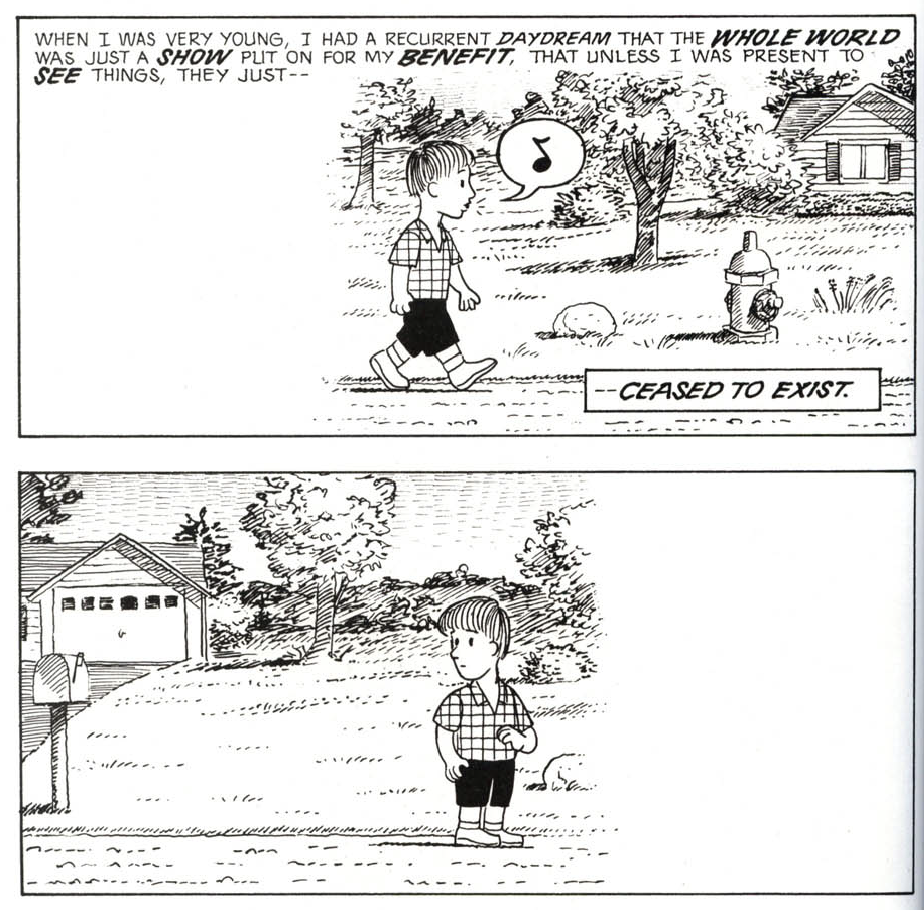 WHEN I WAS VERY YOUNG, I HAD A RECURRENT DAYDREAM THAT THE WHOLE WORLD
WAS JUST A SHOW PUT ON FOR MY BENEFIT, THAT UNLESS I WAS PRESENT TO
SEE THINGS, THEY JUST--
--CEASED TO EXIST.